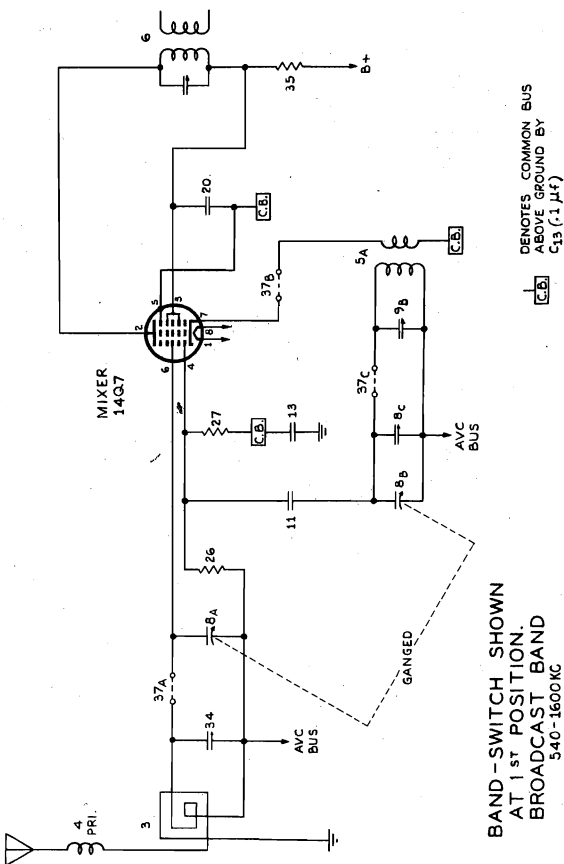 6
35
B+
5
2
3
20
C.B.
MIXER
14Q7
6
4
7
8
1
37B
5A
C.B.
27
C.B.
13
11
37C
9B
8C
8B
AVC
BUS
26
8A
37A
34
AVC
BUS
GANGED
4
PRI.
3
C.B.
DENOTES COMMON BUS
ABOVE GROUND BY
C13 (.1 µf)
BAND-SWITCH SHOWN
AT 1ST POSITION.
BROADCAST BAND
540-1600KC